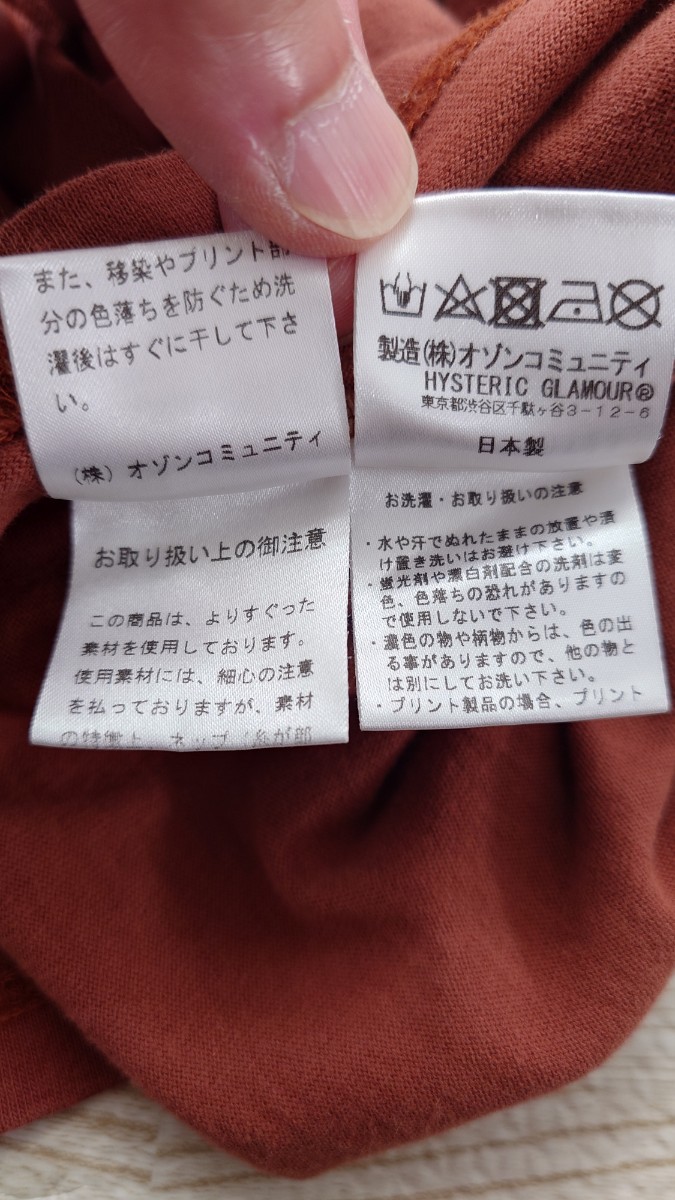 また、移染やプリント部
分の色落ちを防ぐため洗
濯後はすぐに干して下さ
い。
(株) オゾンコミュニティ
お取り扱い上の御注意
この商品は、よりすぐった
素材を使用しております。
使用素材には、細心の注意
を払っておりますが、素材
の特徴上、ネップ(糸が部
製造(株)オゾンコミュニティ
HYSTERIC GLAMOUR®
東京都渋谷区千駄ヶ谷3-12-6
日本製
お洗濯・お取り扱いの注意
・水や汗でぬれたままの放置や漬
け置き洗いはお避け下さい。
・蛍光剤や漂白剤配合の洗剤は変
色、色落ちの恐れがありますの
で使用しないで下さい。
・濃色の物や柄物からは、色の出
る事がありますので、他の物と
は別にしてお洗い下さい。
・プリント製品の場合、プリント